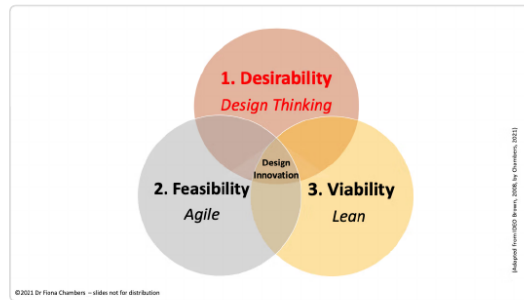 1. Desirability
Design Thinking
Design
Innovation
2. Feasibility
Agile
3. Viability
Lean
(Adapted from IDEO Brown, 2008, by Chambers, 2021)
©2021 Dr Fiona Chambers – slides not for distribution